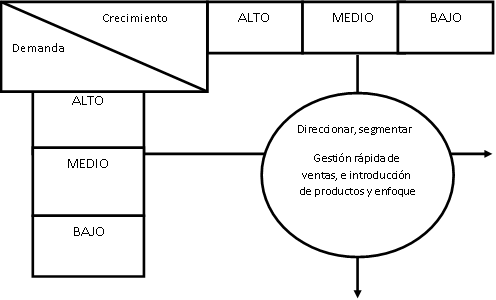 Crecimiento
ALTO
MEDIO
BAJO
Demanda
ALTO
MEDIO
BAJO
Direccionar, segmentar
Gestión rápida de
ventas, e introducción
de productos y enfoque